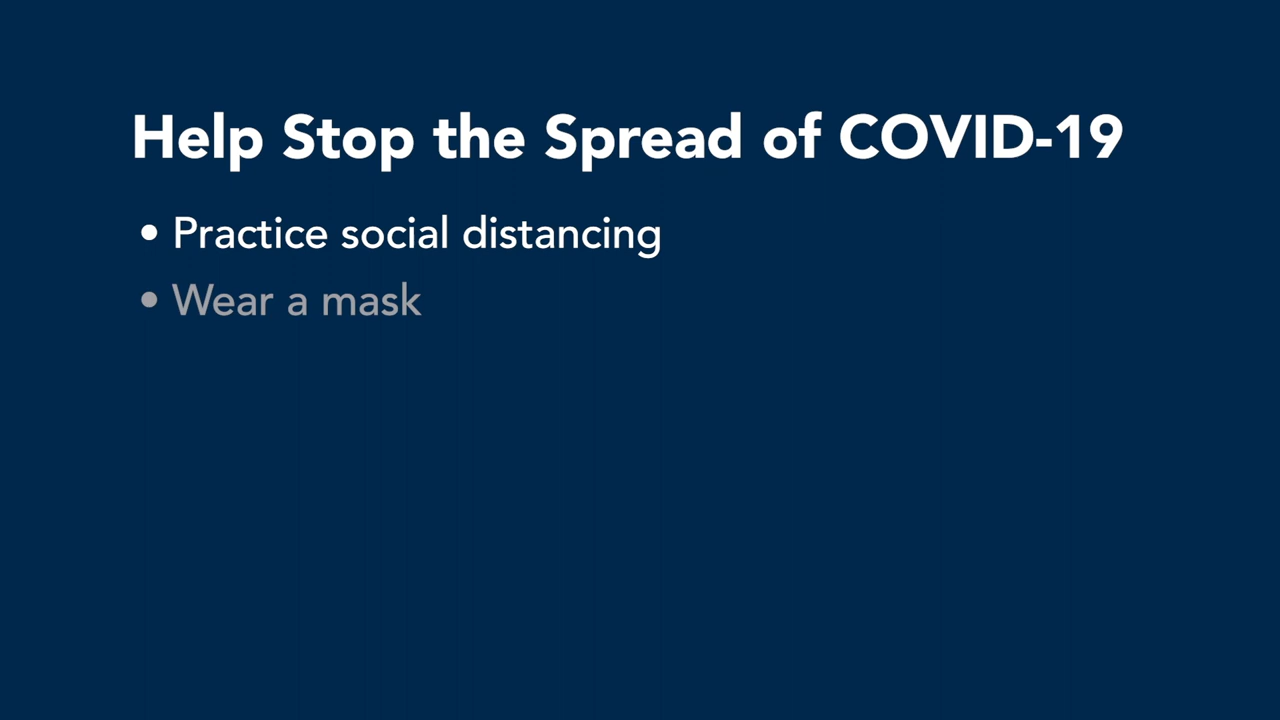 Help Stop the Spread of COVID-19
• Practice social distancing
• Wear a mask